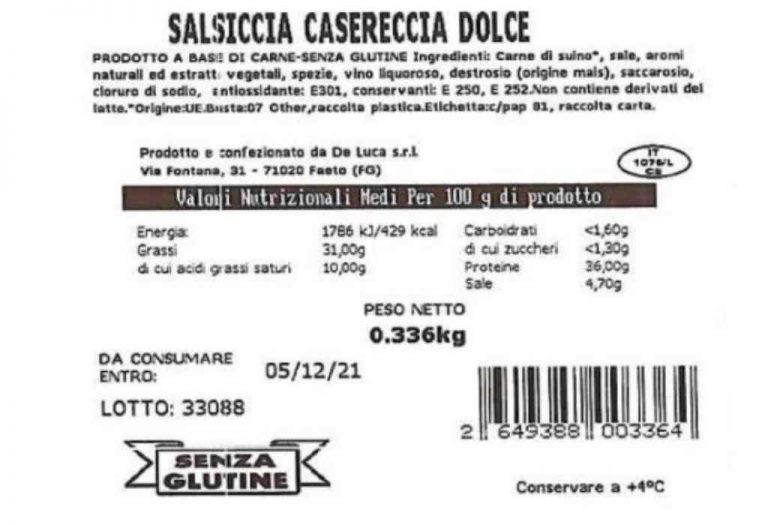 SALSICCIA CASERECCIA DOLCE
PRODOTTO A BASE DI CARNE-SENZA GLUTINE Ingredienti: Carne di suino*, sale, aromi
naturali ed estratti vegetali, spezie, vino liquoroso, destrosio (origine mais), saccarosio,
cloruro di sodio, antiossidante: E301, conservanti: E 250, E 252.Non contiene derivati del
latte.*Origine:UE.Busta:07 Other,raccolta plastica.Etichetta:c/pap 81, raccolta carta.
Prodotto e confezionato da De Luca s.r.l.
Via Fontana, 31 - 71020 Faeto (FG)
IT
1076/L
CE
Valori Nutrizionali Medi Per 100 g di prodotto
Energia: 1786 kJ/429 kcal Carboidrati <1,60g
Grassi 31,00g di cui zuccheri <1,30g
di cui acidi grassi saturi 10,00g Proteine 36,00g
Sale 4,70g
PESO NETTO
0.336kg
DA CONSUMARE
ENTRO: 05/12/21
LOTTO: 33088
2 649388 003364
SENZA
GLUTINE
Conservare a +4°C